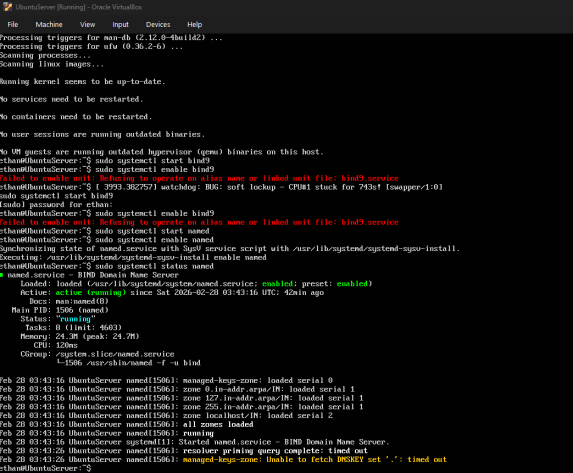 UbuntuServer [Running] - Oracle VirtualBox
File Machine View Input Devices Help
Processing triggers for man-db (2.12.0-4build2) ...
Processing triggers for ufw (0.36.2-6) ...
Scanning processes...
Scanning linux images...
Running kernel seems to be up-to-date.
No services need to be restarted.
No containers need to be restarted.
No user sessions are running outdated binaries.
No VM guests are running outdated hypervisor (qemu) binaries on this host.
ethan@UbuntuServer:~$ sudo systemctl start bind9
ethan@UbuntuServer:~$ sudo systemctl enable bind9
Failed to enable unit: Refusing to operate on alias name or linked unit file: bind9.service
ethan@UbuntuServer:~$ [ 3993.382757] watchdog: BUG: soft lockup - CPU#1 stuck for 743s! [swapper/1:0]
sudo systemctl start bind9
[sudo] password for ethan:
ethan@UbuntuServer:~$ sudo systemctl enable bind9
Failed to enable unit: Refusing to operate on alias name or linked unit file: bind9.service
ethan@UbuntuServer:~$ sudo systemctl start named
ethan@UbuntuServer:~$ sudo systemctl enable named
Synchronizing state of named.service with SysV service script with /usr/lib/systemd/systemd-sysv-install.
Executing: /usr/lib/systemd/systemd-sysv-install enable named
ethan@UbuntuServer:~$ sudo systemctl status named
● named.service - BIND Domain Name Server
Loaded: loaded (/usr/lib/systemd/system/named.service; enabled; preset: enabled)
Active: active (running) since Sat 2026-02-28 03:43:16 UTC; 42min ago
Docs: man:named(8)
Main PID: 1506 (named)
Status: "running"
Tasks: 8 (limit: 4603)
Memory: 24.3M (peak: 24.7M)
CPU: 120ms
CGroup: /system.slice/named.service
└─1506 /usr/sbin/named -f -u bind
Feb 28 03:43:16 UbuntuServer named[1506]: managed-keys-zone: loaded serial 0
Feb 28 03:43:16 UbuntuServer named[1506]: zone 0.in-addr.arpa/IN: loaded serial 1
Feb 28 03:43:16 UbuntuServer named[1506]: zone 127.in-addr.arpa/IN: loaded serial 1
Feb 28 03:43:16 UbuntuServer named[1506]: zone 255.in-addr.arpa/IN: loaded serial 1
Feb 28 03:43:16 UbuntuServer named[1506]: zone localhost/IN: loaded serial 2
Feb 28 03:43:16 UbuntuServer named[1506]: all zones loaded
Feb 28 03:43:16 UbuntuServer named[1506]: running
Feb 28 03:43:16 UbuntuServer systemd[1]: Started named.service - BIND Domain Name Server.
Feb 28 03:43:26 UbuntuServer named[1506]: resolver priming query complete: timed out
Feb 28 03:43:26 UbuntuServer named[1506]: managed-keys-zone: Unable to fetch DNSKEY set '.': timed out
ethan@UbuntuServer:~$